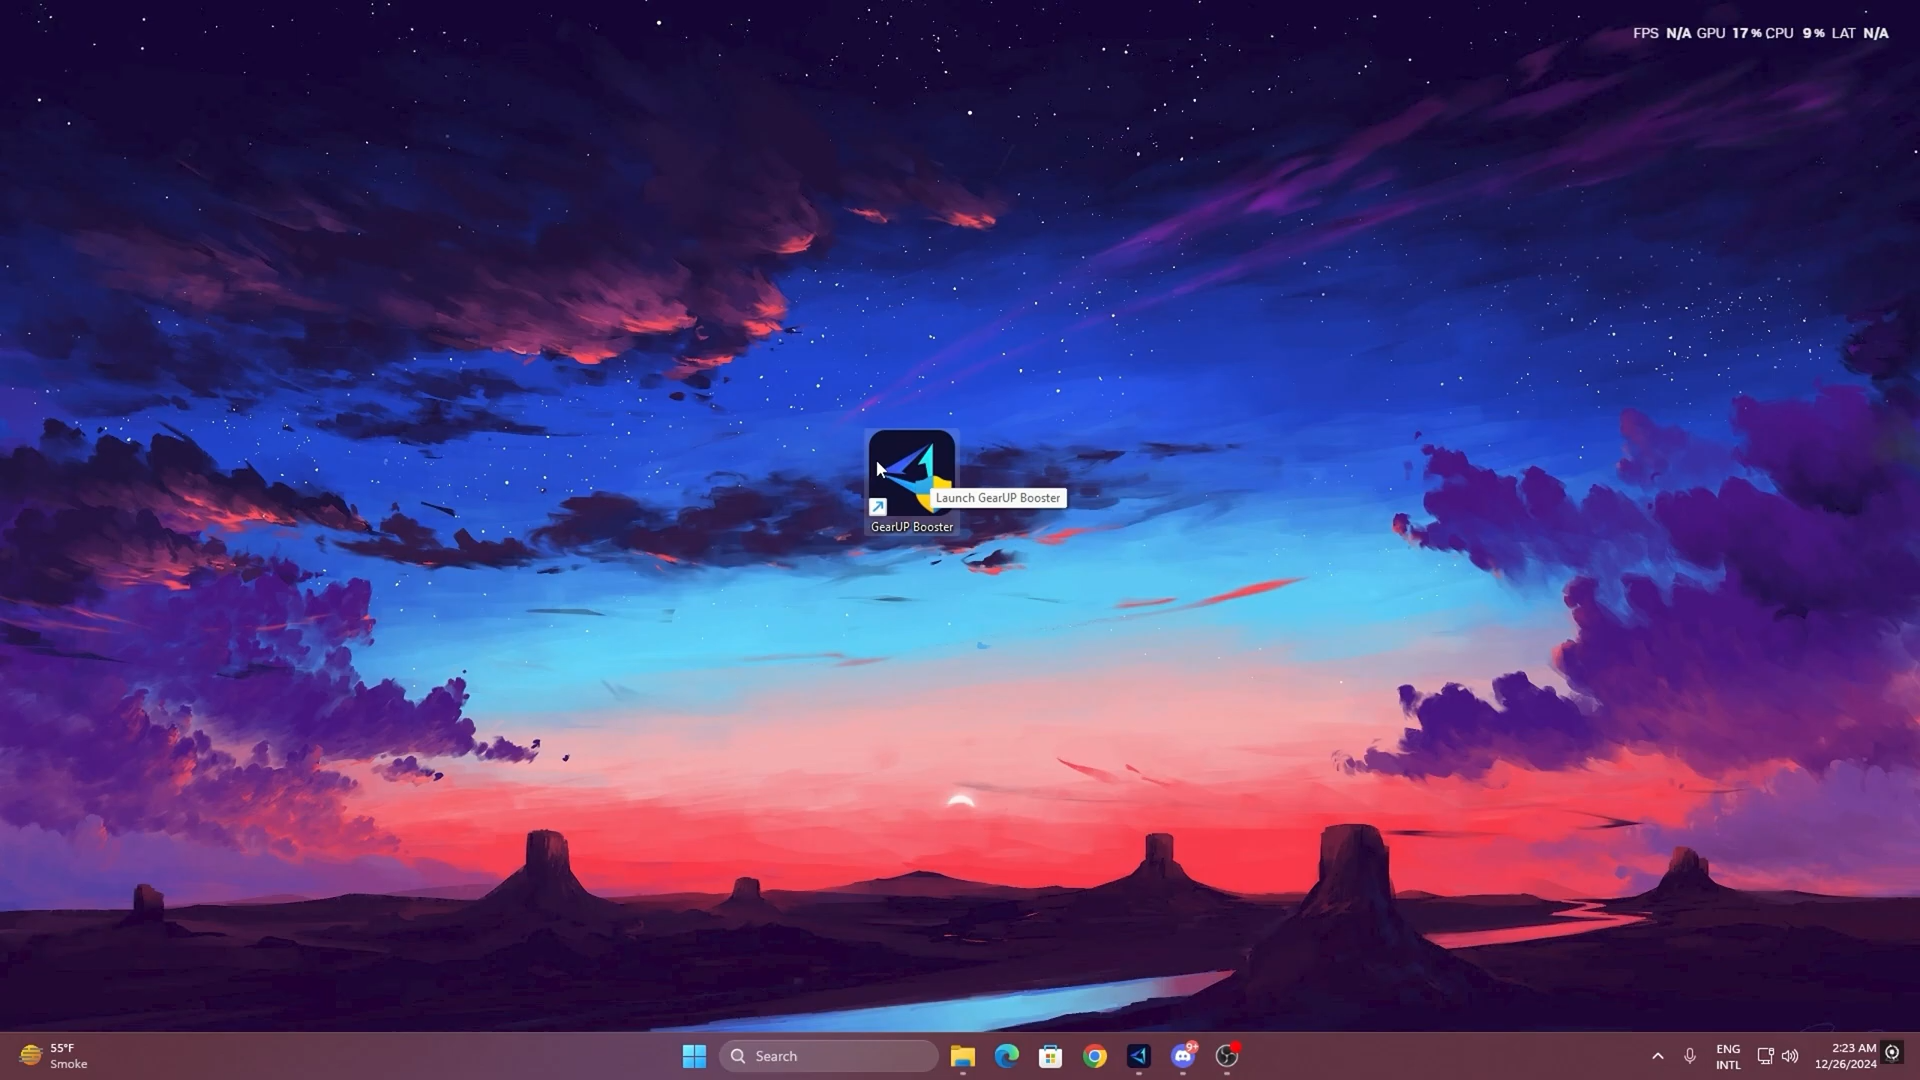 FPS N/A GPU 17% CPU 9% LAT N/A
Launch GearUP Booster
GearUP Booster
55°F
Smoke
Search
9+
ENG
INTL
2:23 AM
12/26/2024